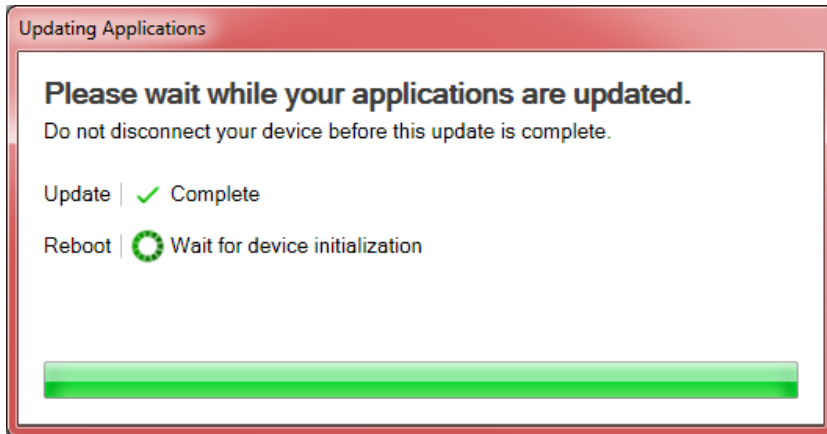 Updating Applications
Please wait while your applications are updated.
Do not disconnect your device before this update is complete.
Update Complete
Reboot Wait for device initialization